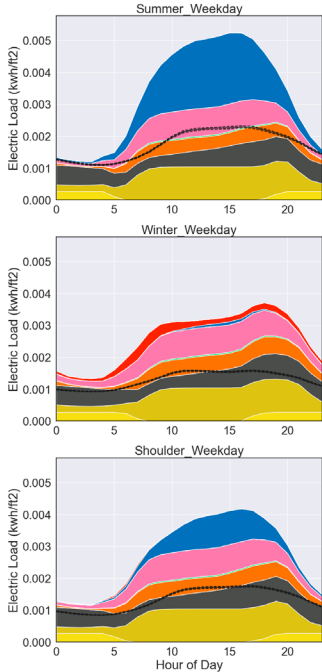 Summer_Weekday
Electric Load (kwh/ft2)
0.005
0.004
0.003
0.002
0.001
0.000
0 5 10 15 20
Winter_Weekday
Electric Load (kwh/ft2)
0.005
0.004
0.003
0.002
0.001
0.000
0 5 10 15 20
Shoulder_Weekday
Electric Load (kwh/ft2)
0.005
0.004
0.003
0.002
0.001
0.000
0 5 10 15 20
Hour of Day